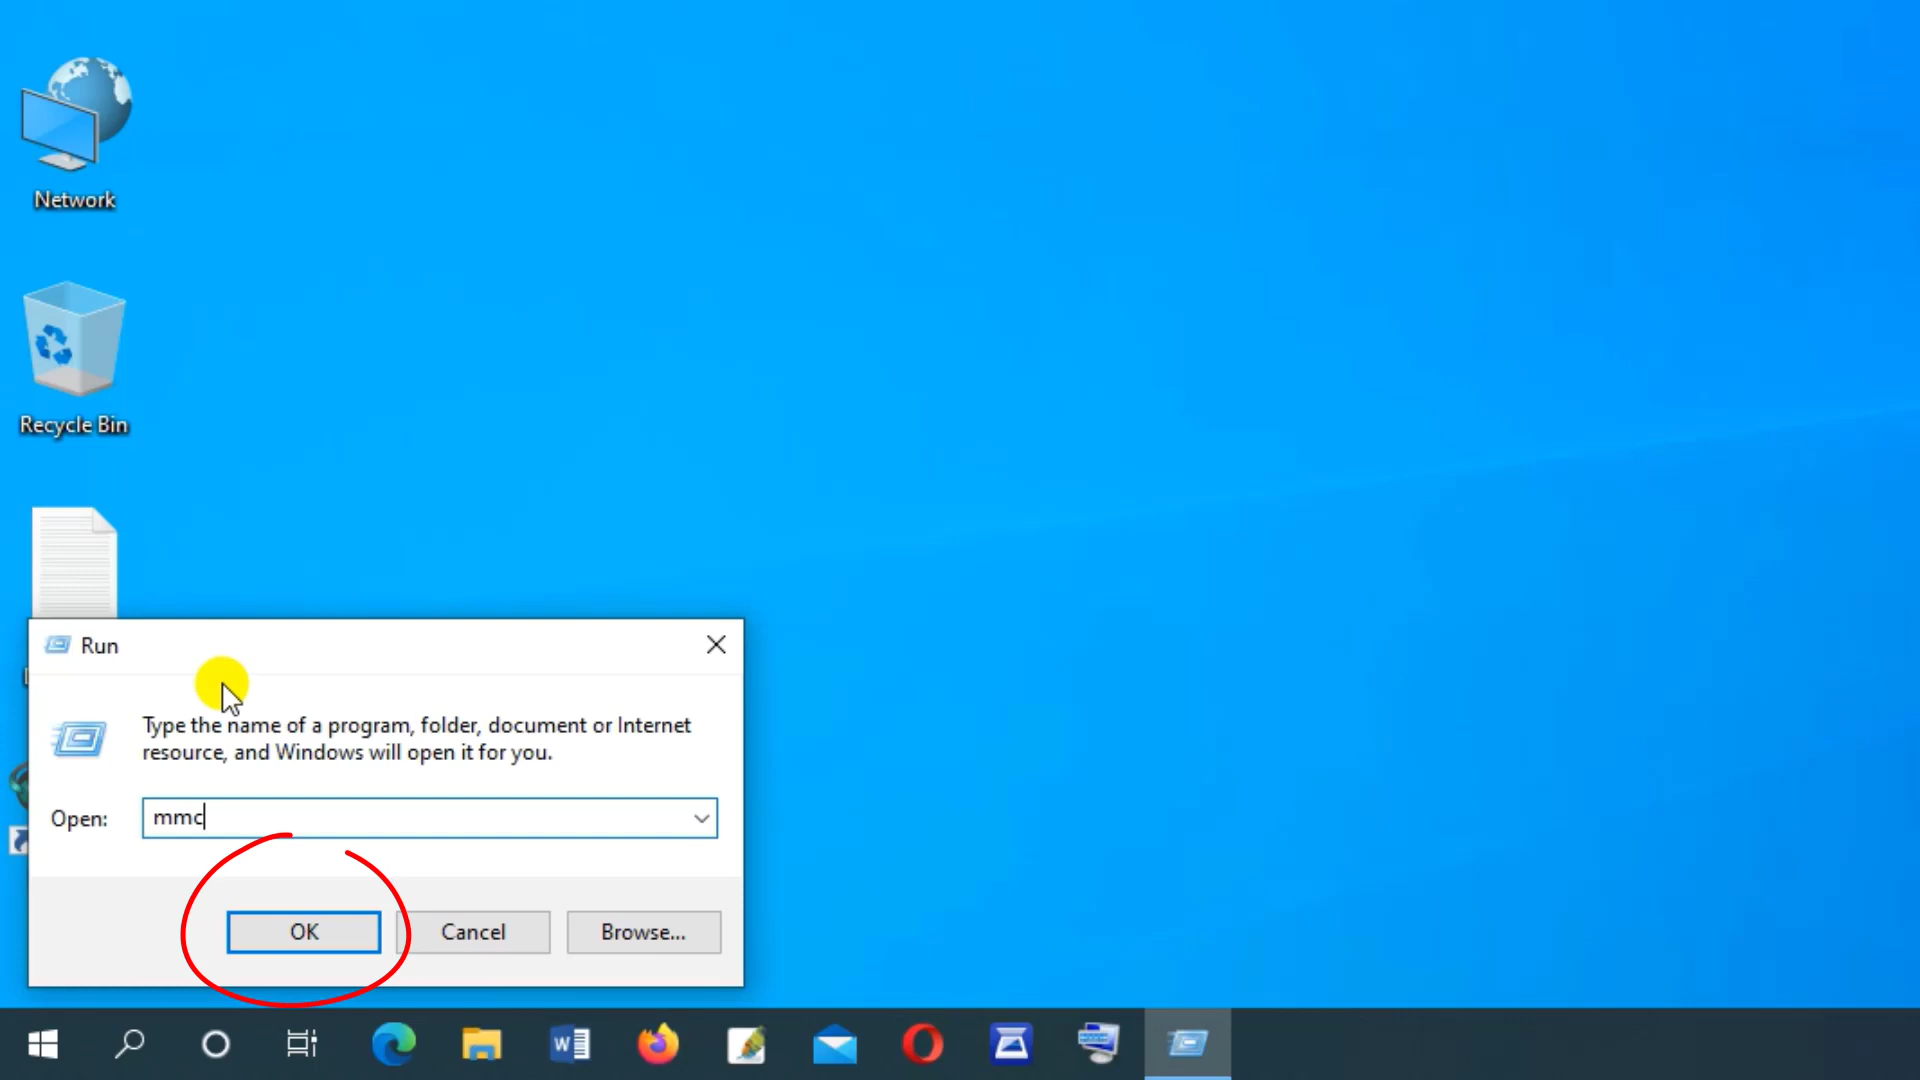 Network
Recycle Bin
Run
Type the name of a program, folder, document or Internet
resource, and Windows will open it for you.
Open:
mmc
OK
Cancel
Browse...